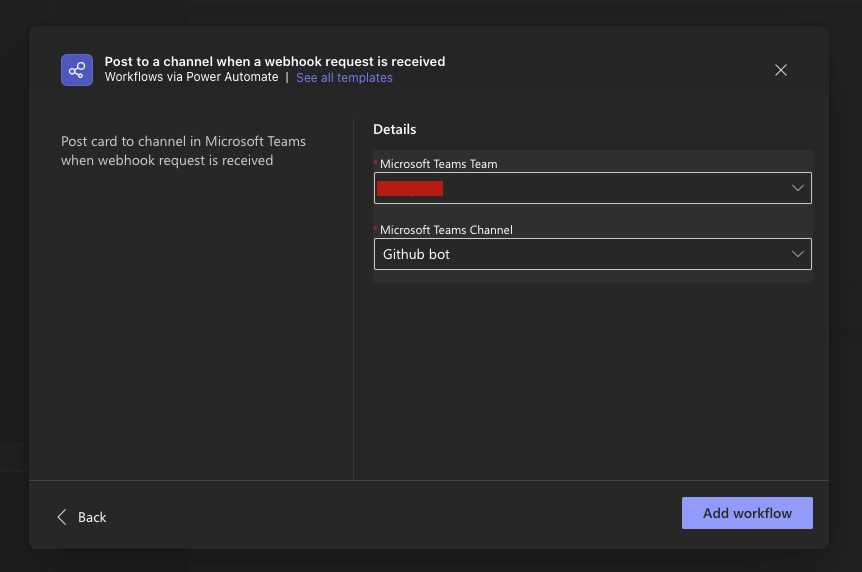 Post to a channel when a webhook request is received
Workflows via Power Automate | See all templates
Post card to channel in Microsoft Teams
when webhook request is received
Details
* Microsoft Teams Team
* Microsoft Teams Channel
Github bot
Back
Add workflow